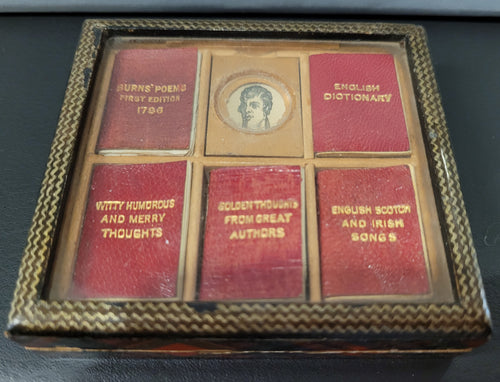 BURNS' POEMS
FIRST EDITION
1786
ENGLISH
DICTIONARY
WITTY HUMOROUS
AND MERRY
THOUGHTS
GOLDEN THOUGHTS
FROM GREAT
AUTHORS
ENGLISH SCOTCH
AND IRISH
SONGS